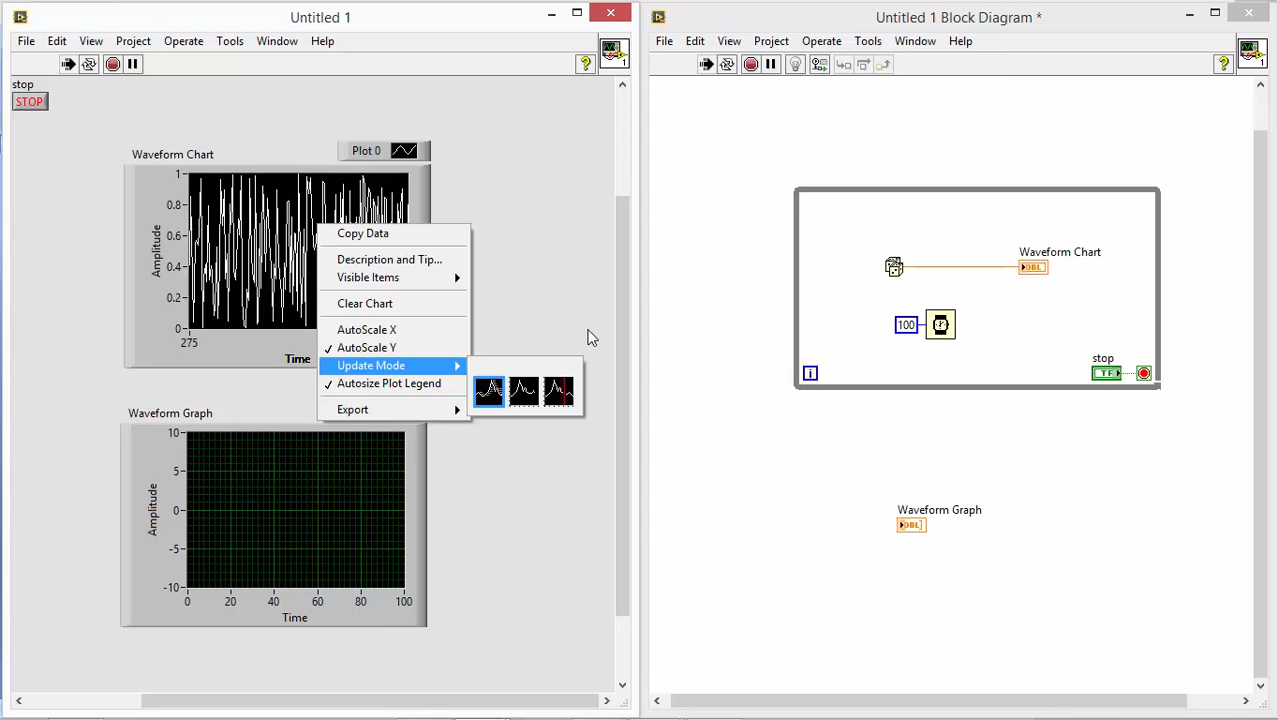 Untitled 1
File Edit View Project Operate Tools Window Help
?
1
stop
STOP
Waveform Chart
Plot 0
1
0.8
0.6
0.4
0.2
0
Amplitude
275
Time
Copy Data
Description and Tip...
Visible Items
Clear Chart
AutoScale X
AutoScale Y
Update Mode
Autosize Plot Legend
Export
Waveform Graph
10
5
0
-5
-10
Amplitude
0 20 40 60 80 100
Time
Untitled 1 Block Diagram *
File Edit View Project Operate Tools Window Help
?
1
Waveform Chart
DBL
100
i
stop
TF
Waveform Graph
[DBL]